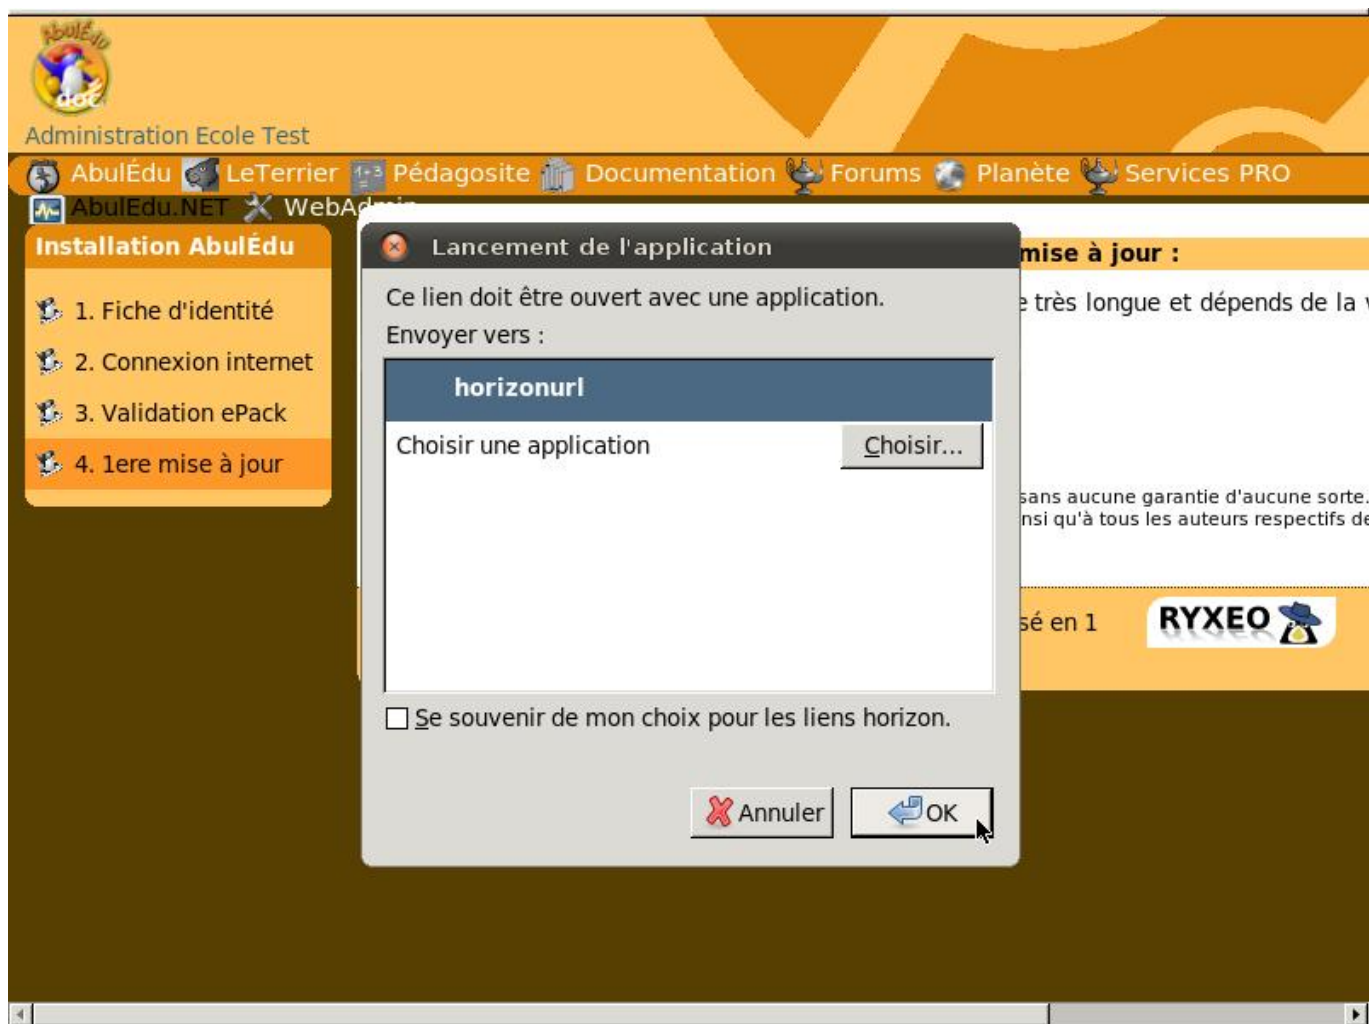 AbulÉdu
doc
Administration Ecole Test
AbulÉdu LeTerrier Pédagosite Documentation Forums Planète Services PRO
AbulEdu.NET WebAdmin
Installation AbulÉdu
1. Fiche d'identité
2. Connexion internet
3. Validation ePack
4. 1ere mise à jour
Lancement de l'application
Ce lien doit être ouvert avec une application.
Envoyer vers :
horizonurl
Choisir une application
Choisir...
Se souvenir de mon choix pour les liens horizon.
Annuler
OK
mise à jour :
très longue et dépends de la
sans aucune garantie d'aucune sorte.
nsi qu'à tous les auteurs respectifs de
sé en 1
RYXEO